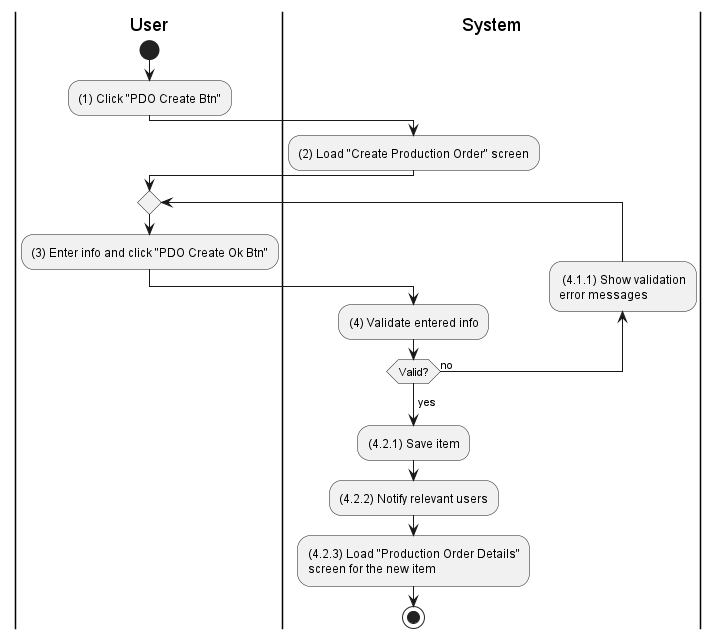 User
System
(1) Click "PDO Create Btn"
(2) Load "Create Production Order" screen
(3) Enter info and click "PDO Create Ok Btn"
(4.1.1) Show validation
error messages
(4) Validate entered info
Valid?
no
yes
(4.2.1) Save item
(4.2.2) Notify relevant users
(4.2.3) Load "Production Order Details"
screen for the new item